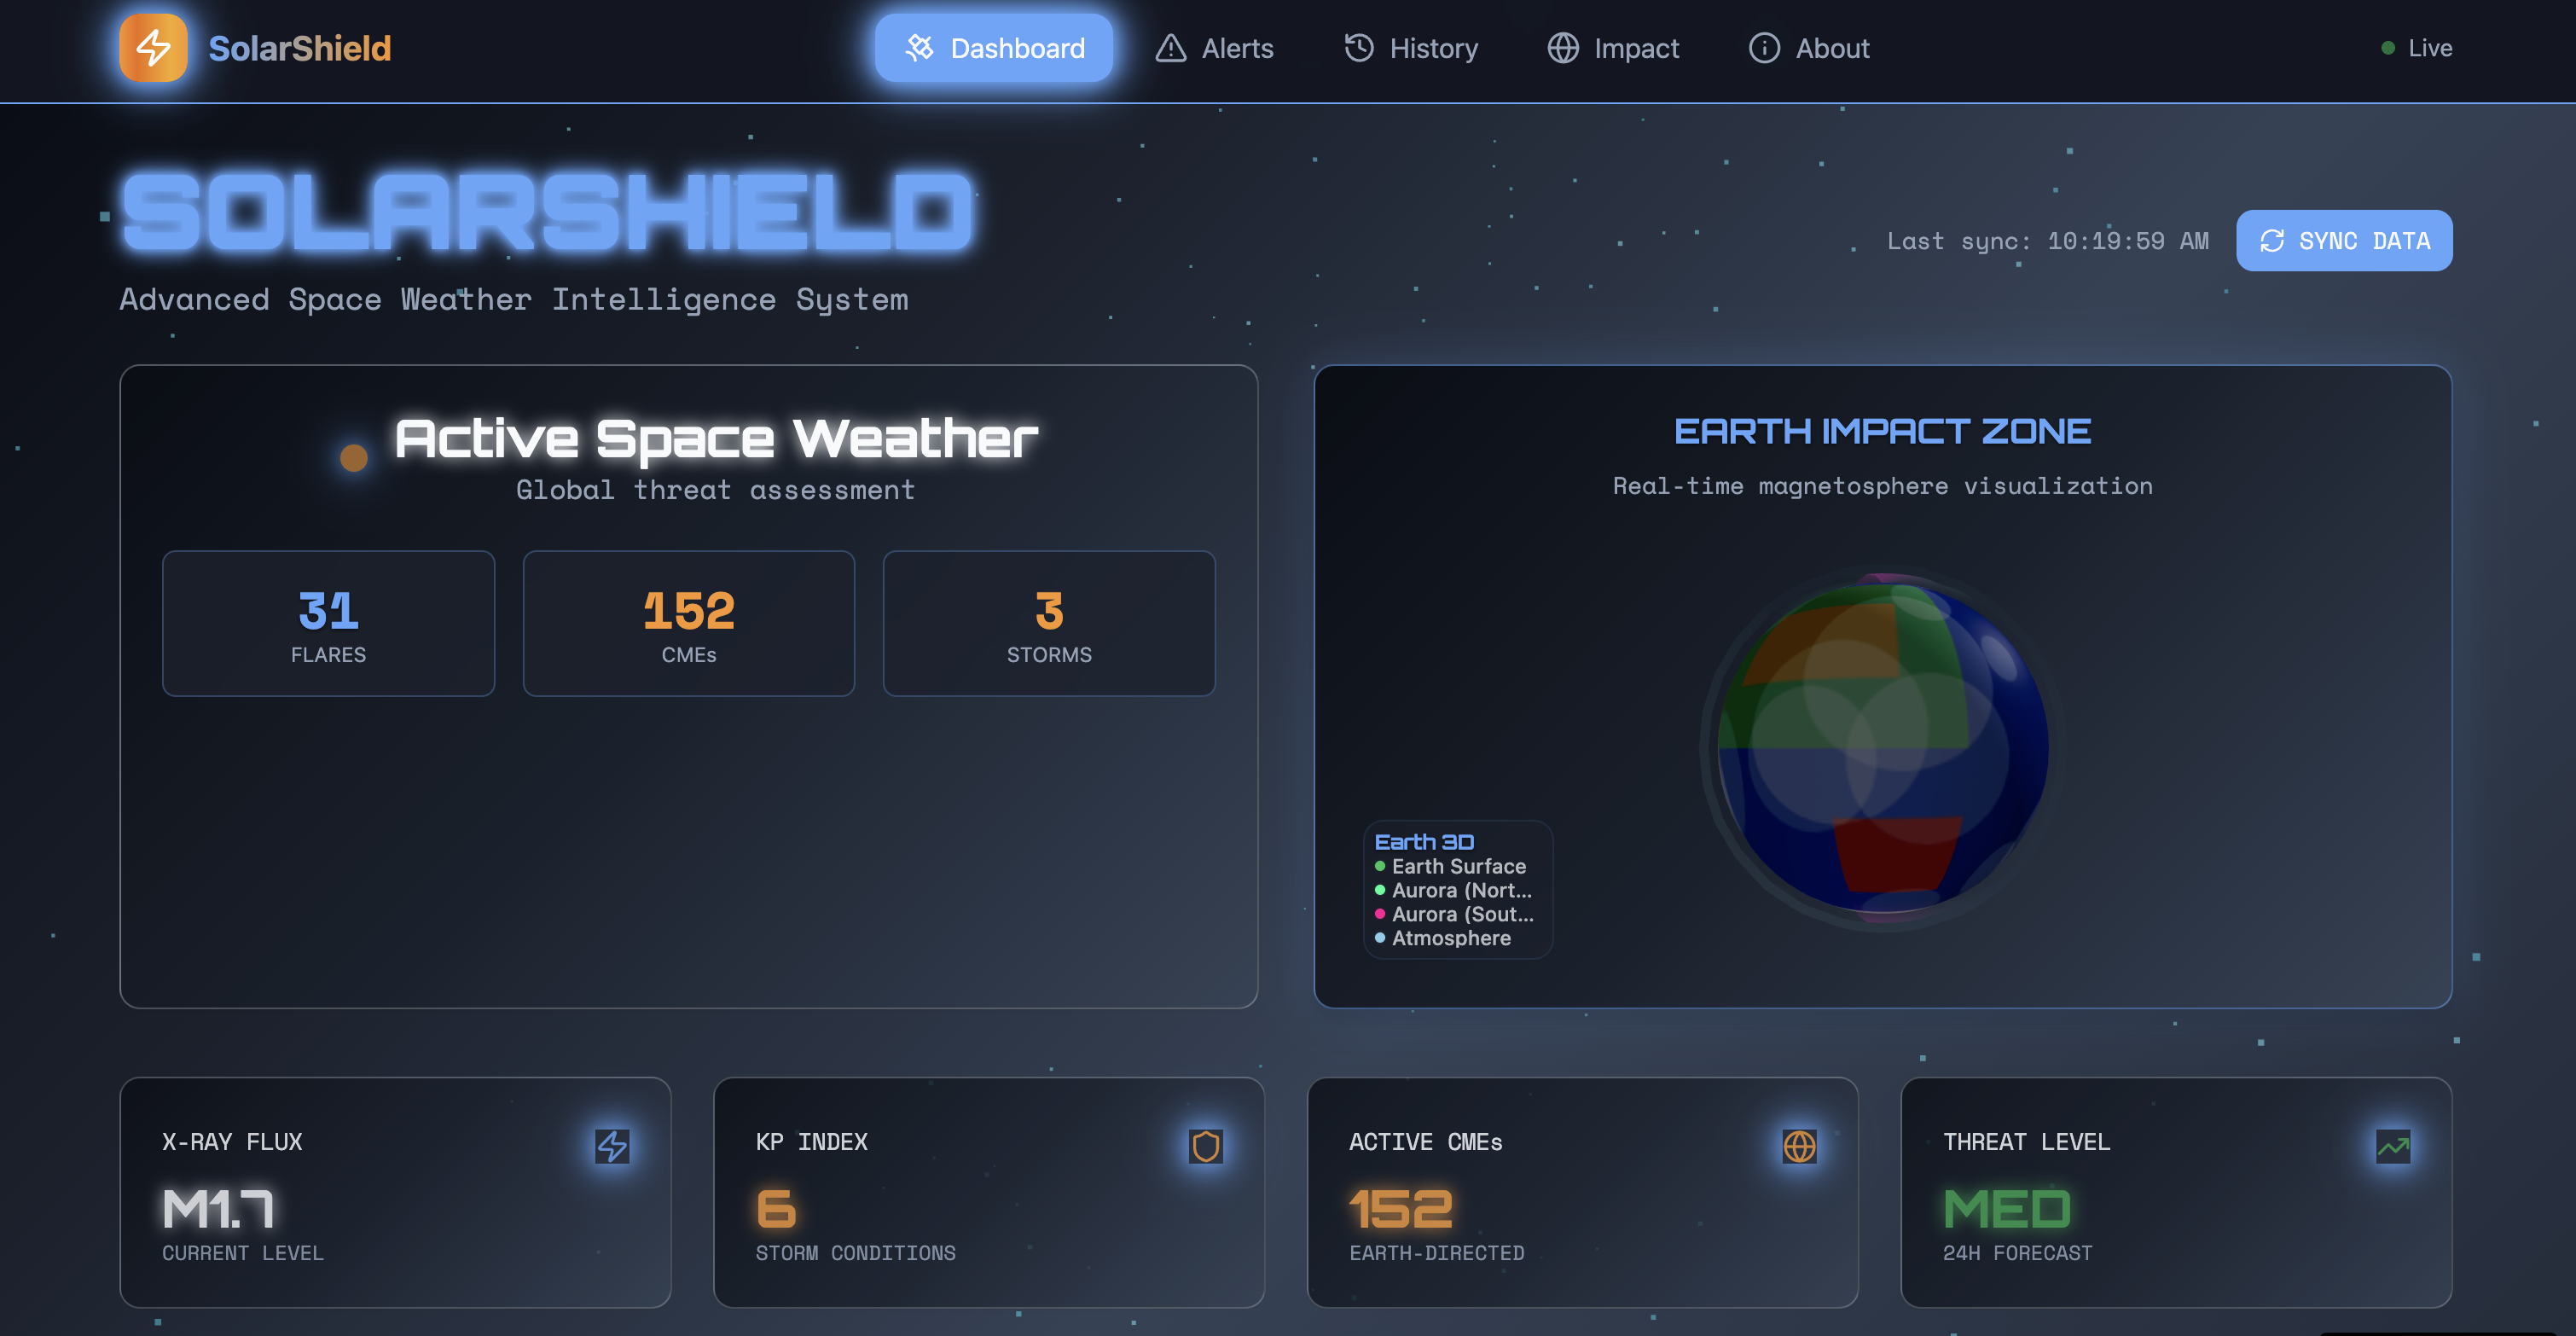 SolarShield
Dashboard
Alerts
History
Impact
About
Live
SOLARSHIELD
Advanced Space Weather Intelligence System
Last sync: 10:19:59 AM
SYNC DATA
Active Space Weather
Global threat assessment
31
FLARES
152
CMEs
3
STORMS
EARTH IMPACT ZONE
Real-time magnetosphere visualization
Earth 3D
Earth Surface
Aurora (Nort...
Aurora (Sout...
Atmosphere
X-RAY FLUX
M1.7
CURRENT LEVEL
KP INDEX
6
STORM CONDITIONS
ACTIVE CMEs
152
EARTH-DIRECTED
THREAT LEVEL
MED
24H FORECAST